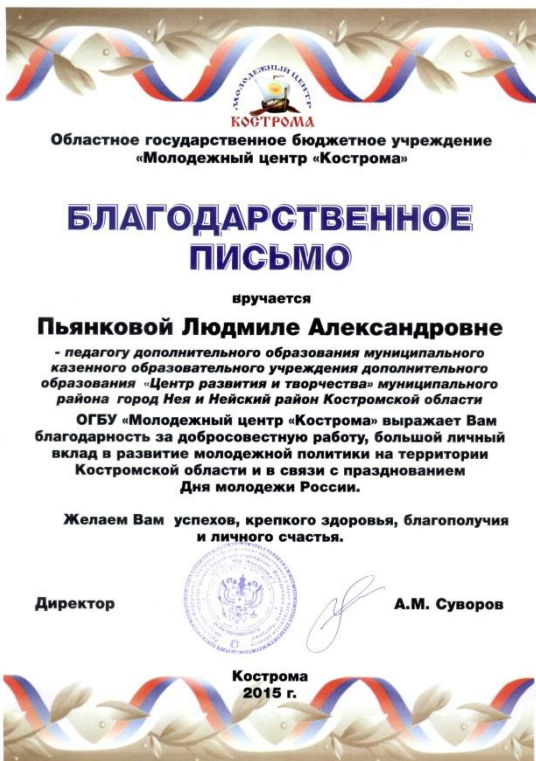 МОЛОДЕЖНЫЙ ЦЕНТР
КОСТРОМА
Областное государственное бюджетное учреждение
«Молодежный центр «Кострома»
БЛАГОДАРСТВЕННОЕ
ПИСЬМО
вручается
Пьянковой Людмиле Александровне
- педагогу дополнительного образования муниципального
казенного образовательного учреждения дополнительного
образования «Центр развития и творчества» муниципального
района город Нея и Нейский район Костромской области
ОГБУ «Молодежный центр «Кострома» выражает Вам
благодарность за добросовестную работу, большой личный
вклад в развитие молодежной политики на территории
Костромской области и в связи с празднованием
Дня молодежи России.
Желаем Вам успехов, крепкого здоровья, благополучия
и личного счастья.
Директор А.М. Суворов
Кострома
2015 г.